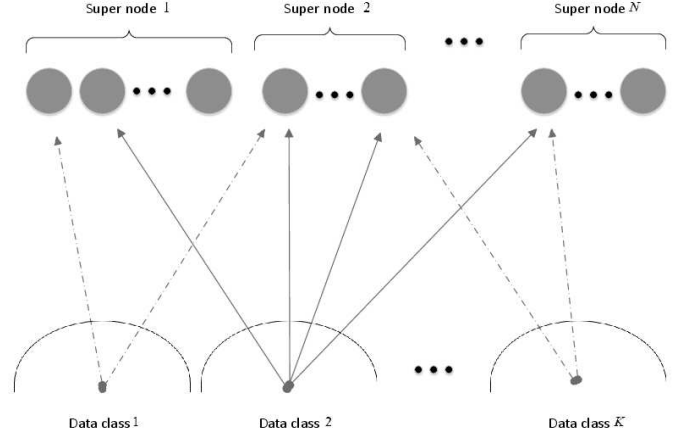 Super node 1
Super node 2
Super node N
Data class 1
Data class 2
Data class K